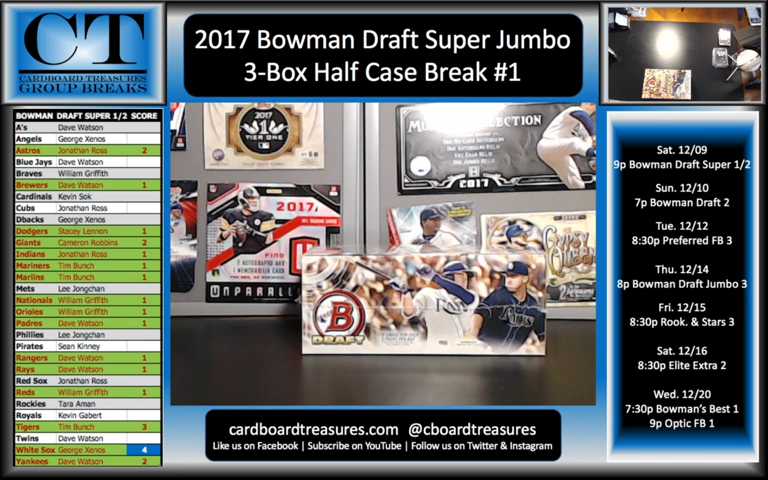 CT
CARDBOARD TREASURES
GROUP BREAKS
2017 Bowman Draft Super Jumbo
3-Box Half Case Break #1
BOWMAN DRAFT SUPER 1/2 SCORE
A's Dave Watson
Angels George Xenos
Astros Jonathan Ross 2
Blue Jays Dave Watson
Braves William Griffith
Brewers Dave Watson 1
Cardinals Kevin Sok
Cubs Jonathan Ross
Dbacks George Xenos
Dodgers Stacey Lennon 1
Giants Cameron Robbins 2
Indians Jonathan Ross 1
Mariners Tim Bunch 1
Marlins Tim Bunch 1
Mets Lee Jongchan
Nationals William Griffith 1
Orioles William Griffith 1
Padres Dave Watson 1
Phillies Lee Jongchan
Pirates Sean Kinney
Rangers Dave Watson 1
Rays Dave Watson 1
Red Sox Jonathan Ross
Reds William Griffith 1
Rockies Tara Aman
Royals Kevin Gabert
Tigers Tim Bunch 3
Twins Dave Watson
White Sox George Xenos 4
Yankees Dave Watson 2
2017
TIER ONE
2017
UNPARALL
COLLECTION
2017
Gypsy Queen
RAYS
B
DRAFT
Sat. 12/09
9p Bowman Draft Super 1/2
Sun. 12/10
7p Bowman Draft 2
Tue. 12/12
8:30p Preferred FB 3
Thu. 12/14
8p Bowman Draft Jumbo 3
Fri. 12/15
8:30p Rook. & Stars 3
Sat. 12/16
8:30p Elite Extra 2
Wed. 12/20
7:30p Bowman's Best 1
9p Optic FB 1
cardboardtreasures.com @cboardtreasures
Like us on Facebook | Subscribe on YouTube | Follow us on Twitter & Instagram